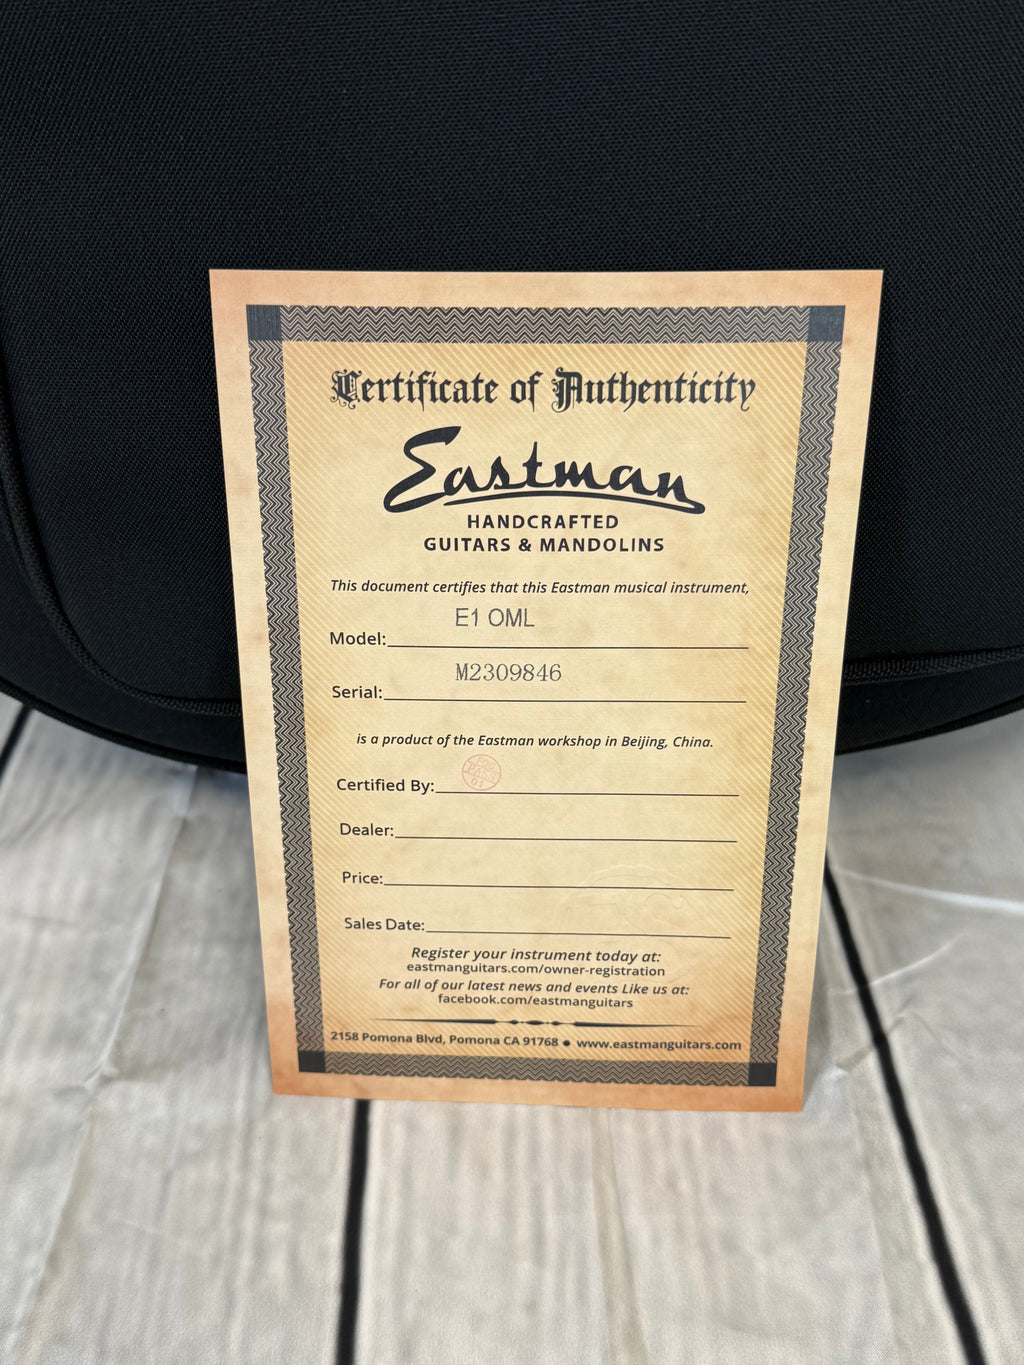 Certificate of Authenticity
Eastman
HANDCRAFTED
GUITARS & MANDOLINS
This document certifies that this Eastman musical instrument,
Model: E1 OML
Serial: M2309846
is a product of the Eastman workshop in Beijing, China.
Certified By:
Dealer:
Price:
Sales Date:
Register your instrument today at:
eastmanguitars.com/owner-registration
For all of our latest news and events Like us at:
facebook.com/eastmanguitars
2158 Pomona Blvd, Pomona CA 91768 ● www.eastmanguitars.com